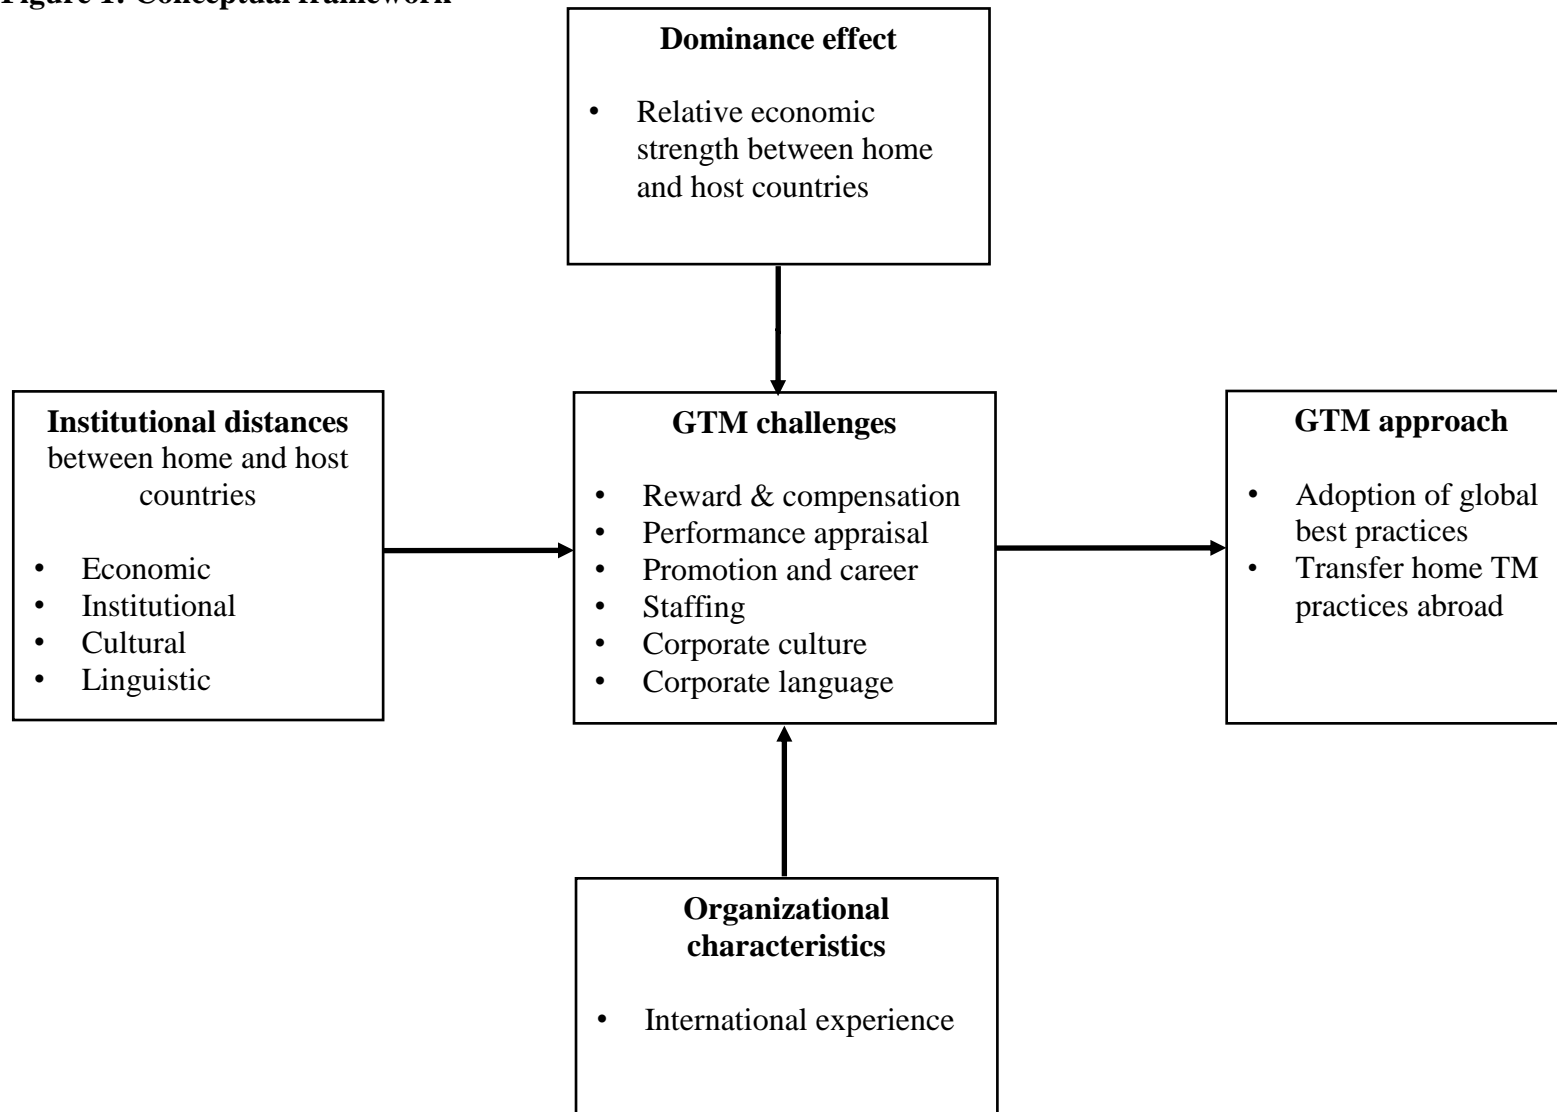 Figure 1: Conceptual framework
Dominance effect
• Relative economic
strength between home
and host countries
Institutional distances
between home and host
countries
• Economic
• Institutional
• Cultural
• Linguistic
GTM challenges
• Reward & compensation
• Performance appraisal
• Promotion and career
• Staffing
• Corporate culture
• Corporate language
GTM approach
• Adoption of global
best practices
• Transfer home TM
practices abroad
Organizational
characteristics
• International experience